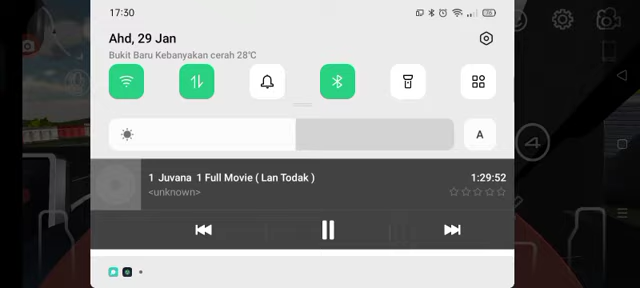 17:30
Ahd, 29 Jan
Bukit Baru Kebanyakan cerah 28°C
A
1 Juvana 1 Full Movie ( Lan Todak )
1:29:52
<unknown>
4